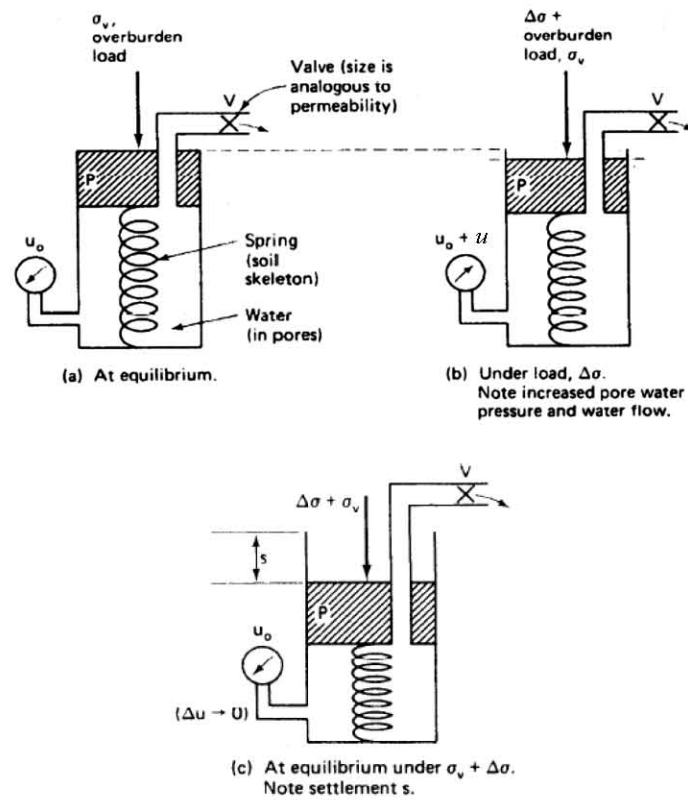 σv,
overburden
load
Valve (size is
analogous to
permeability)
V
P
uo
Spring
(soil
skeleton)
Water
(in pores)
(a) At equilibrium.
Δσ +
overburden
load, σv
V
P
uo + u
(b) Under load, Δσ.
Note increased pore water
pressure and water flow.
Δσ + σv
V
s
P
uo
(Δu → 0)
(c) At equilibrium under σv + Δσ.
Note settlement s.